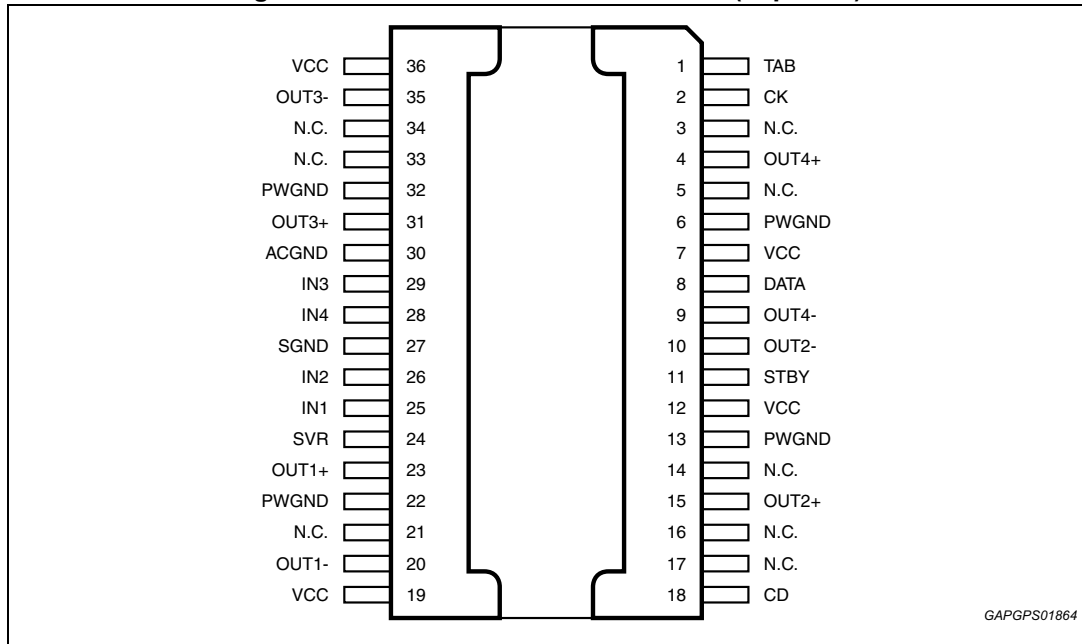 VCC 36 1 TAB
OUT3- 35 2 CK
N.C. 34 3 N.C.
N.C. 33 4 OUT4+
PWGND 32 5 N.C.
OUT3+ 31 6 PWGND
ACGND 30 7 VCC
IN3 29 8 DATA
IN4 28 9 OUT4-
SGND 27 10 OUT2-
IN2 26 11 STBY
IN1 25 12 VCC
SVR 24 13 PWGND
OUT1+ 23 14 N.C.
PWGND 22 15 OUT2+
N.C. 21 16 N.C.
OUT1- 20 17 N.C.
VCC 19 18 CD
GAPGPS01864